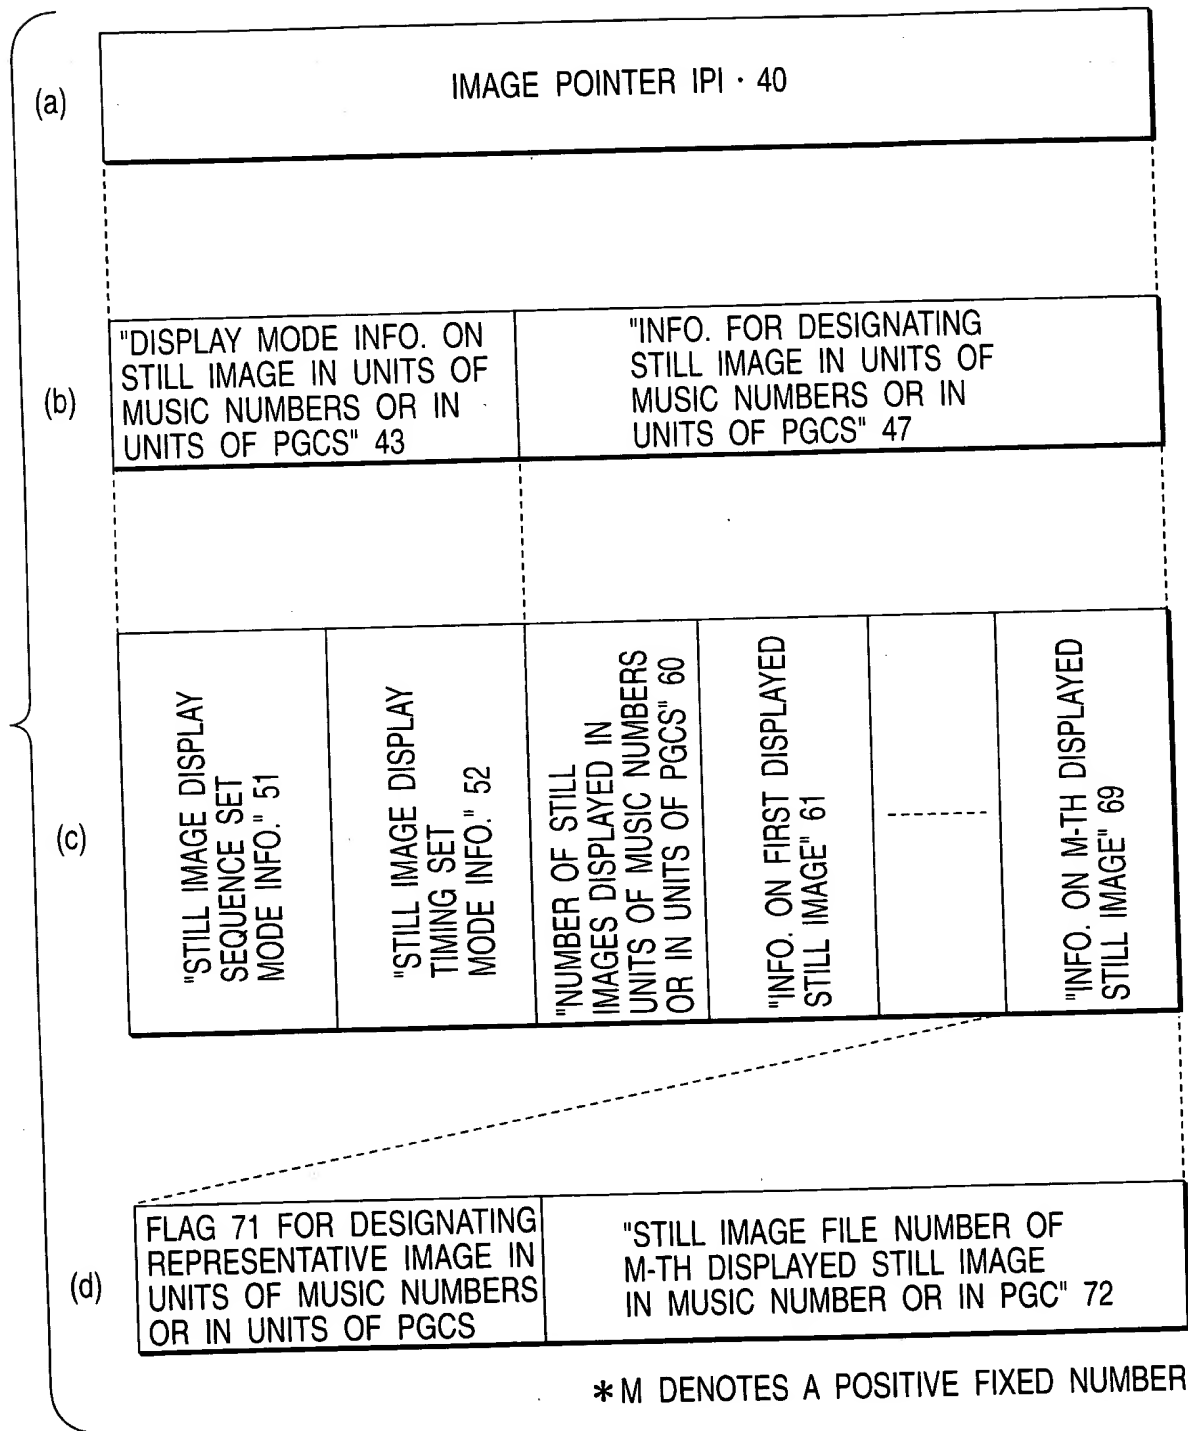 (a)
IMAGE POINTER IPI · 40
(b)
"DISPLAY MODE INFO. ON
STILL IMAGE IN UNITS OF
MUSIC NUMBERS OR IN
UNITS OF PGCS" 43
"INFO. FOR DESIGNATING
STILL IMAGE IN UNITS OF
MUSIC NUMBERS OR IN
UNITS OF PGCS" 47
(c)
"STILL IMAGE DISPLAY
SEQUENCE SET
MODE INFO." 51
"STILL IMAGE DISPLAY
TIMING SET
MODE INFO." 52
"NUMBER OF STILL
IMAGES DISPLAYED IN
UNITS OF MUSIC NUMBERS
OR IN UNITS OF PGCS" 60
"INFO. ON FIRST DISPLAYED
STILL IMAGE" 61
"INFO. ON M-TH DISPLAYED
STILL IMAGE" 69
(d)
FLAG 71 FOR DESIGNATING
REPRESENTATIVE IMAGE IN
UNITS OF MUSIC NUMBERS
OR IN UNITS OF PGCS
"STILL IMAGE FILE NUMBER OF
M-TH DISPLAYED STILL IMAGE
IN MUSIC NUMBER OR IN PGC" 72
*M DENOTES A POSITIVE FIXED NUMBER